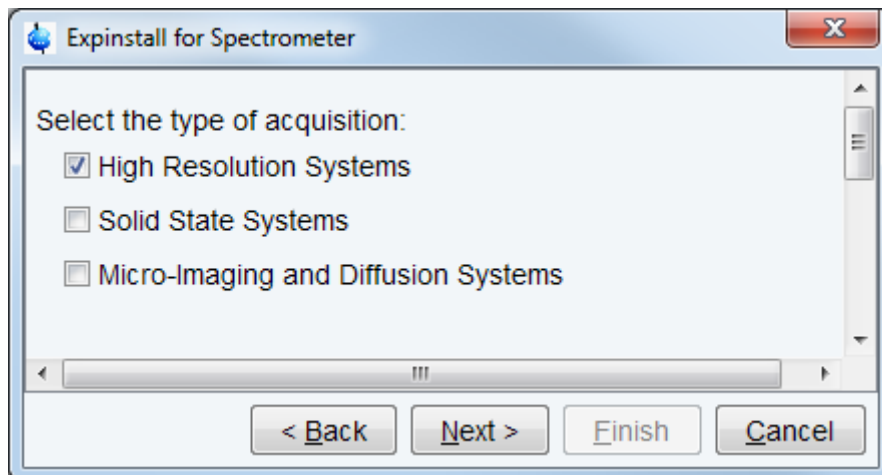 Expinstall for Spectrometer
Select the type of acquisition:
High Resolution Systems
Solid State Systems
Micro-Imaging and Diffusion Systems
< Back Next > Finish Cancel